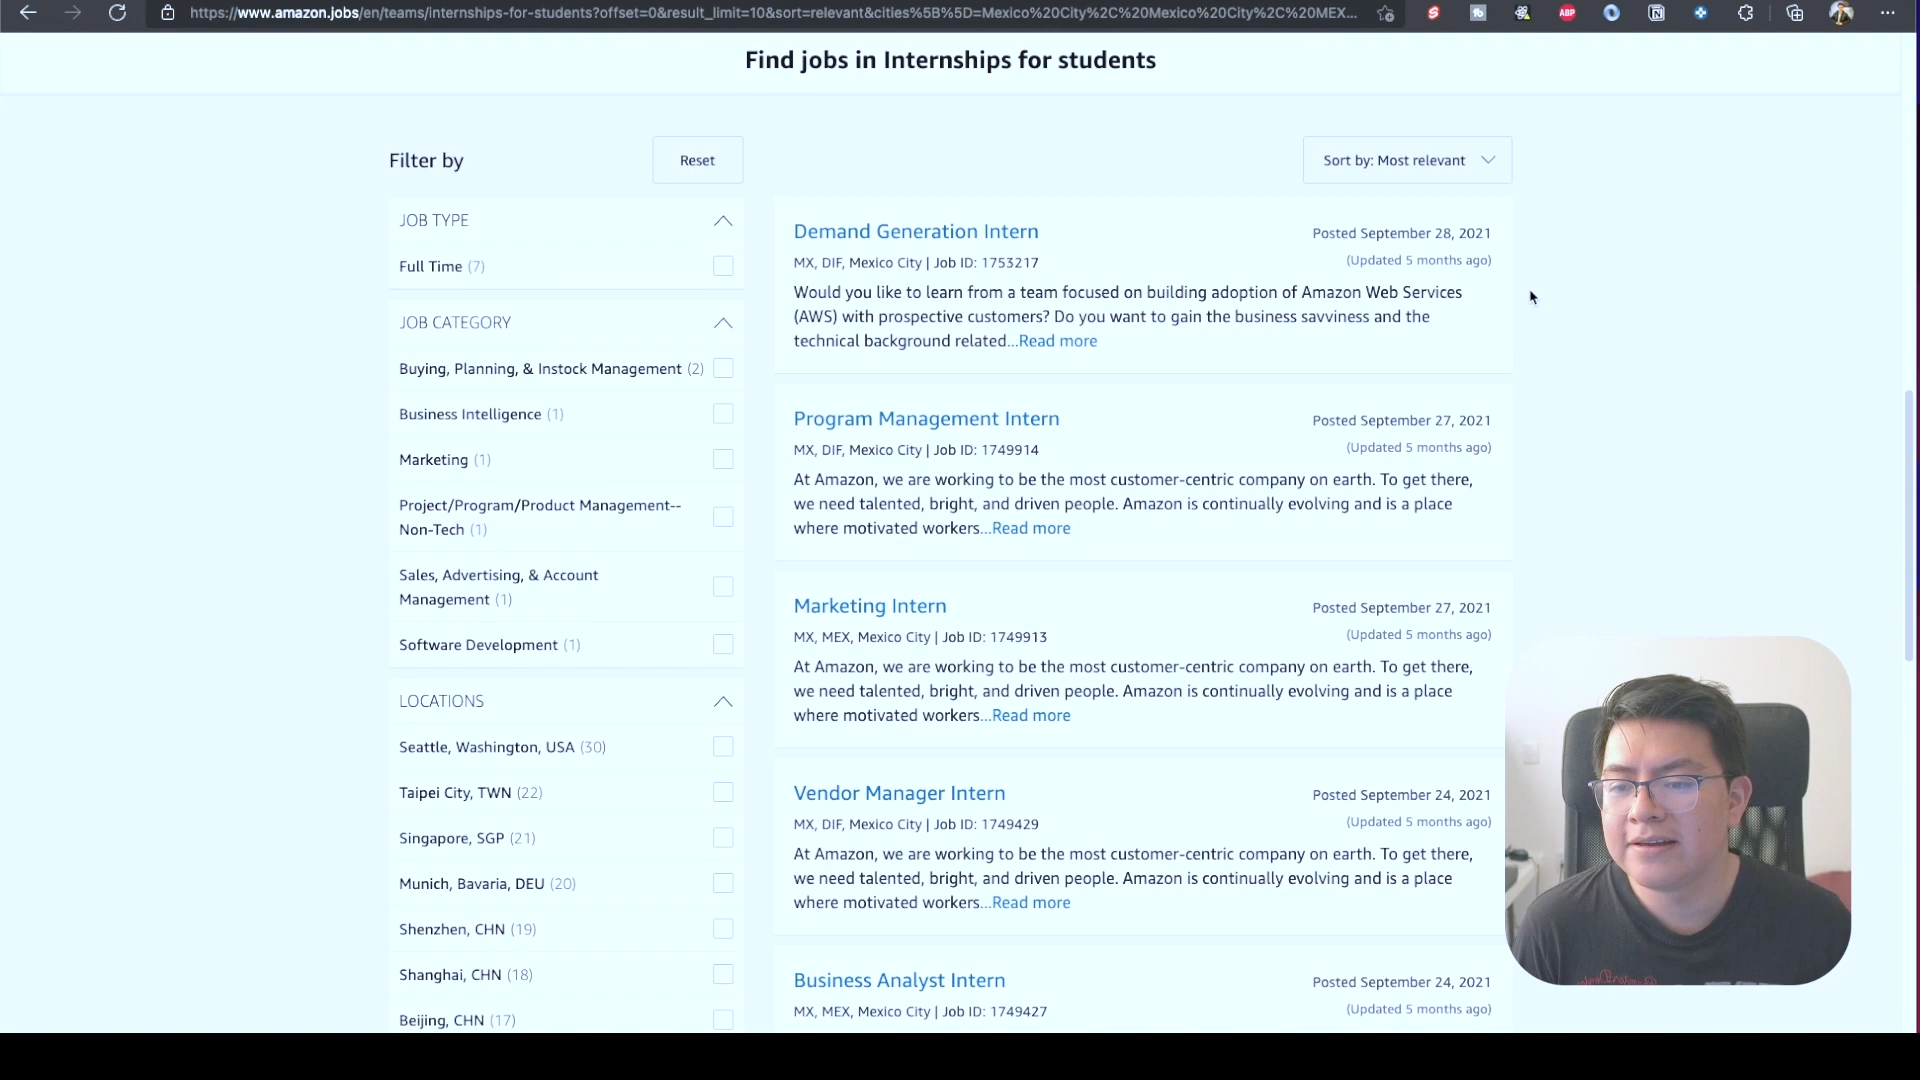 https://www.amazon.jobs/en/teams/internships-for-students?offset=0&result_limit=10&sort=relevant&cities%5B%5D=Mexico%20City%2C%20Mexico%20City%2C%20MEX...
Find jobs in Internships for students
Filter by
Reset
Sort by: Most relevant
JOB TYPE
Full Time (7)
JOB CATEGORY
Buying, Planning, & Instock Management (2)
Business Intelligence (1)
Marketing (1)
Project/Program/Product Management--
Non-Tech (1)
Sales, Advertising, & Account
Management (1)
Software Development (1)
LOCATIONS
Seattle, Washington, USA (30)
Taipei City, TWN (22)
Singapore, SGP (21)
Munich, Bavaria, DEU (20)
Shenzhen, CHN (19)
Shanghai, CHN (18)
Beijing, CHN (17)
Demand Generation Intern
Posted September 28, 2021
MX, DIF, Mexico City | Job ID: 1753217
(Updated 5 months ago)
Would you like to learn from a team focused on building adoption of Amazon Web Services
(AWS) with prospective customers? Do you want to gain the business savviness and the
technical background related...Read more
Program Management Intern
Posted September 27, 2021
MX, DIF, Mexico City | Job ID: 1749914
(Updated 5 months ago)
At Amazon, we are working to be the most customer-centric company on earth. To get there,
we need talented, bright, and driven people. Amazon is continually evolving and is a place
where motivated workers...Read more
Marketing Intern
Posted September 27, 2021
MX, MEX, Mexico City | Job ID: 1749913
(Updated 5 months ago)
At Amazon, we are working to be the most customer-centric company on earth. To get there,
we need talented, bright, and driven people. Amazon is continually evolving and is a place
where motivated workers...Read more
Vendor Manager Intern
Posted September 24, 2021
MX, DIF, Mexico City | Job ID: 1749429
(Updated 5 months ago)
At Amazon, we are working to be the most customer-centric company on earth. To get there,
we need talented, bright, and driven people. Amazon is continually evolving and is a place
where motivated workers...Read more
Business Analyst Intern
Posted September 24, 2021
MX, MEX, Mexico City | Job ID: 1749427
(Updated 5 months ago)